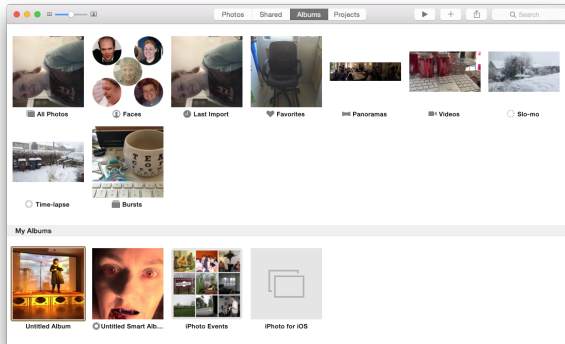 Photos Shared Albums Projects
Search
All Photos Faces Last Import Favorites Panoramas Videos Slo-mo
Time-lapse Bursts
My Albums
Untitled Album Untitled Smart Alb... iPhoto Events iPhoto for iOS